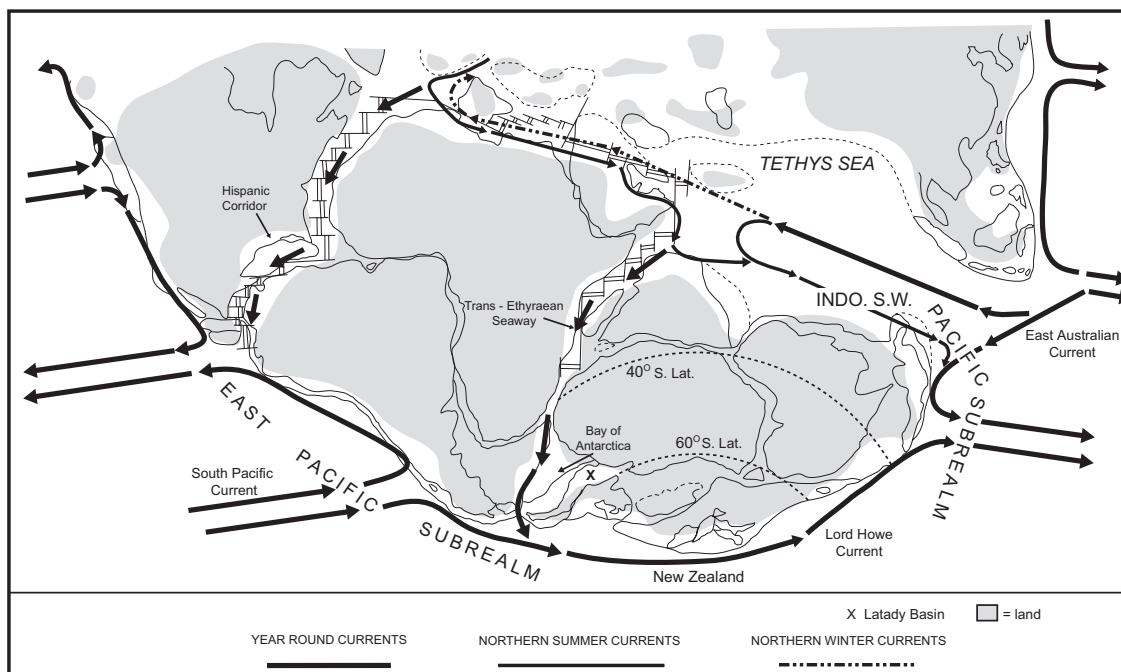 TETHYS SEA
Hispanic
Corridor
Trans - Ethyraean
Seaway
INDO. S.W.
PACIFIC SUBREALM
East Australian
Current
40° S. Lat.
60° S. Lat.
Bay of
Antarctica
X
EAST PACIFIC SUBREALM
South Pacific
Current
Lord Howe
Current
New Zealand
X Latady Basin
= land
YEAR ROUND CURRENTS
NORTHERN SUMMER CURRENTS
NORTHERN WINTER CURRENTS